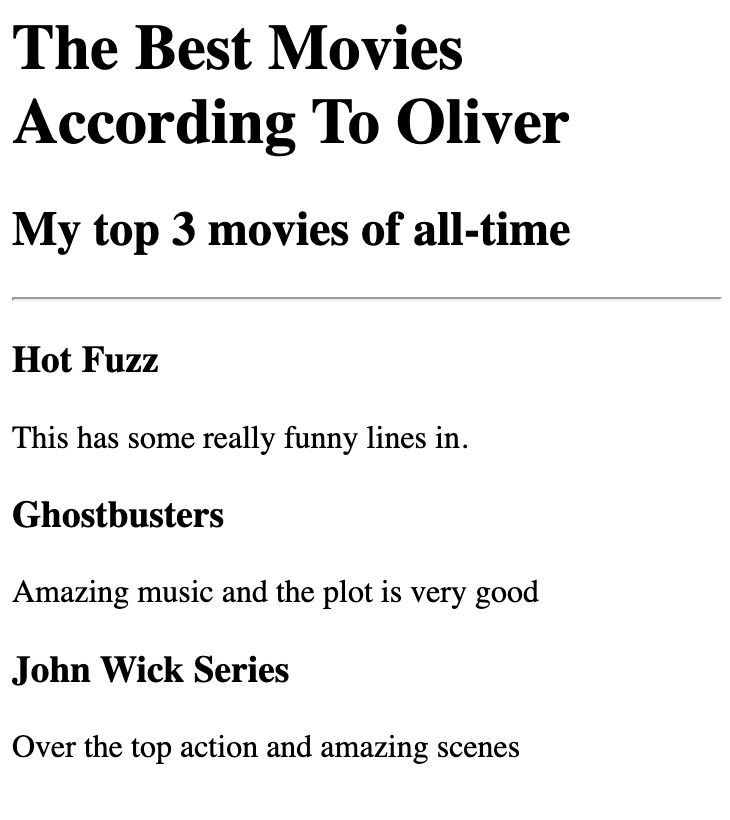 The Best Movies
According To Oliver
My top 3 movies of all-time
Hot Fuzz
This has some really funny lines in.
Ghostbusters
Amazing music and the plot is very good
John Wick Series
Over the top action and amazing scenes